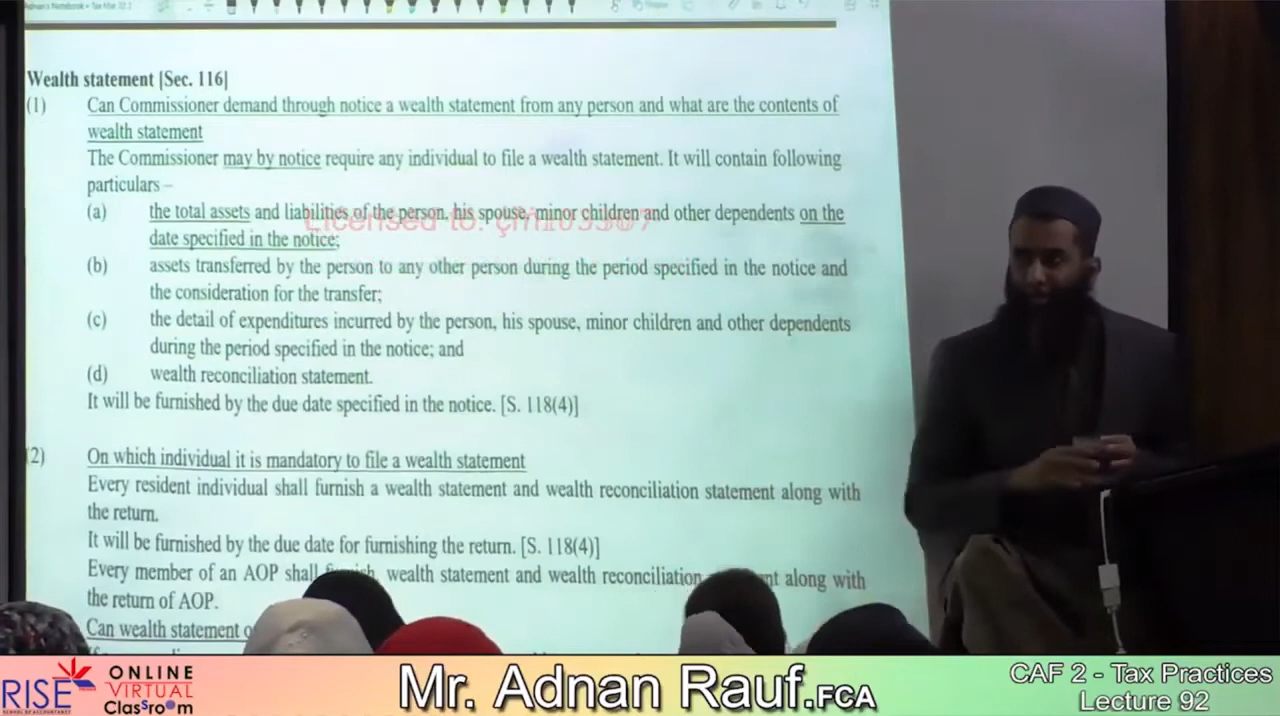 Adnan's Notebook - Tax
Wealth statement [Sec. 116]
(1) Can Commissioner demand through notice a wealth statement from any person and what are the contents of
wealth statement
The Commissioner may by notice require any individual to file a wealth statement. It will contain following
particulars –
(a) the total assets and liabilities of the person, his spouse, minor children and other dependents on the
date specified in the notice;
Licensed to:
(b) assets transferred by the person to any other person during the period specified in the notice and
the consideration for the transfer;
(c) the detail of expenditures incurred by the person, his spouse, minor children and other dependents
during the period specified in the notice; and
(d) wealth reconciliation statement.
It will be furnished by the due date specified in the notice. [S. 118(4)]
2) On which individual it is mandatory to file a wealth statement
Every resident individual shall furnish a wealth statement and wealth reconciliation statement along with
the return.
It will be furnished by the due date for furnishing the return. [S. 118(4)]
Every member of an AOP shall wealth statement and wealth reconciliation along with
the return of AOP.
Can wealth statement
RISE
ONLINE
VIRTUAL
Classroom
Mr. Adnan Rauf.FCA
CAF 2 - Tax Practices
Lecture 92